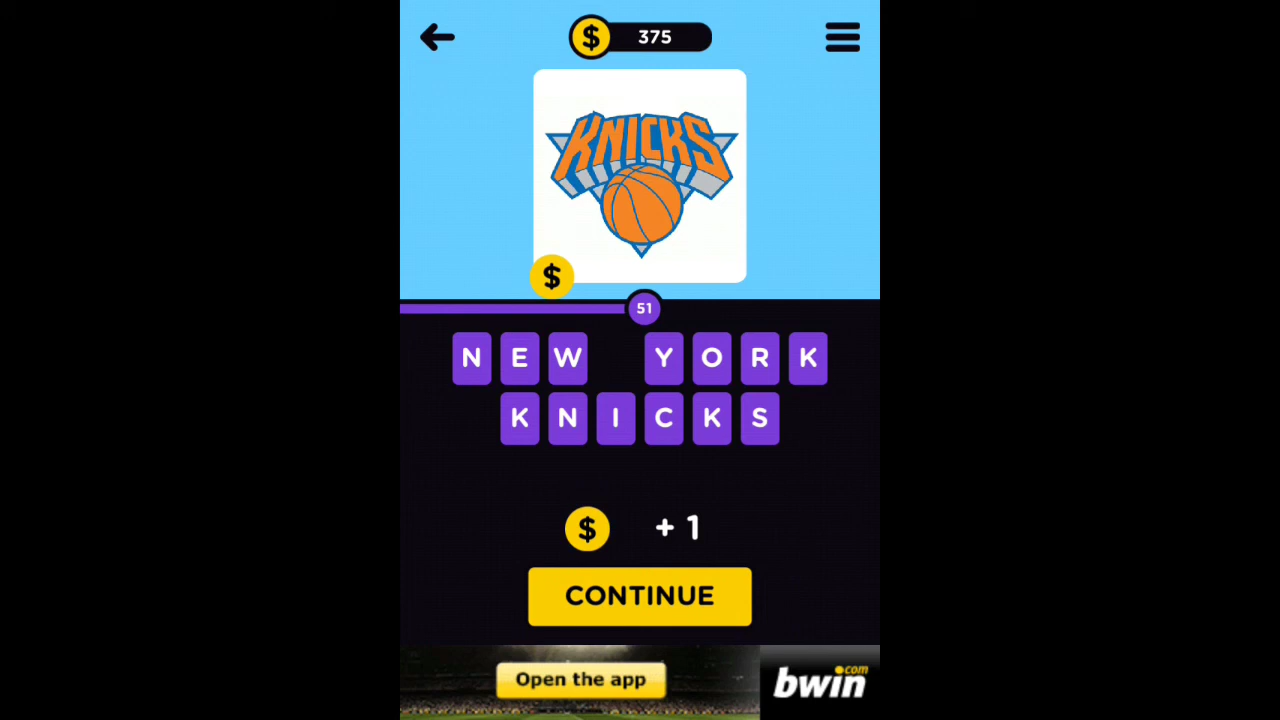 $ 375
KNICKS
$
51
NEW YORK
KNICKS
$ + 1
CONTINUE
Open the app
bwin.com